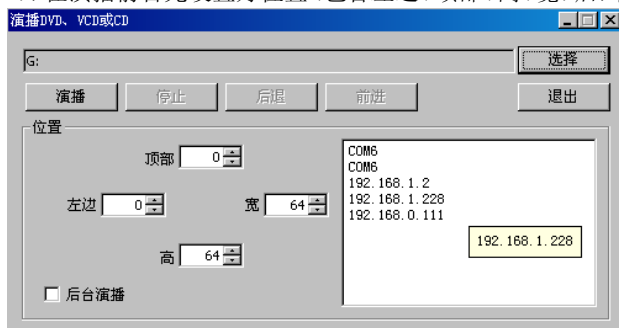 演播DVD、VCD或CD
G:
选择
演播 停止 后退 前进 退出
位置
顶部 0
左边 0 宽 64
高 64
后台演播
COM6
COM6
192.168.1.2
192.168.1.228
192.168.0.111
192.168.1.228